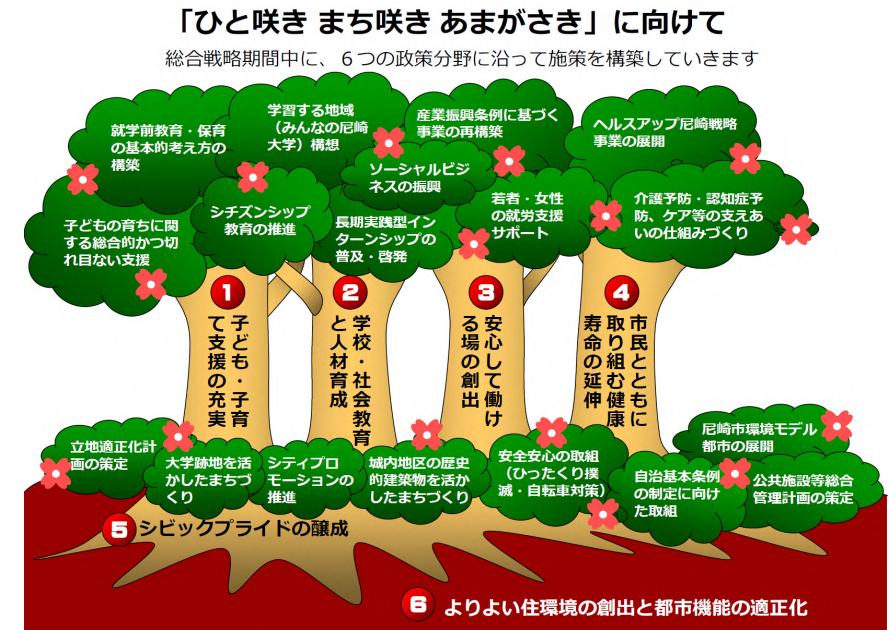 「ひと咲き まち咲き あまがさき」に向けて
総合戦略期間中に、６つの政策分野に沿って施策を構築していきます
就学前教育・保育
の基本的考え方の
構築
学習する地域
（みんなの尼崎
大学）構想
産業振興条例に基づく
事業の再構築
ヘルスアップ尼崎戦略
事業の展開
ソーシャルビジ
ネスの振興
子どもの育ちに関
する総合的かつ切
れ目ない支援
シチズンシップ
教育の推進
長期実践型イン
ターンシップの
普及・啓発
若者・女性
の就労支援
サポート
介護予防・認知症予
防、ケア等の支えあ
いの仕組みづくり
1
子ども・子育
て支援の充実
2
学校・社会教育
と人材育成
3
安心して働け
る場の創出
4
市民とともに
取り組む健康
寿命の延伸
立地適正化計
画の策定
大学跡地を活
かしたまちづ
くり
シティプロ
モーションの
推進
城内地区の歴史
的建築物を活か
したまちづくり
安全安心の取組
（ひったくり撲
滅・自転車対策）
尼崎市環境モデル
都市の展開
自治基本条例
の制定に向け
た取組
公共施設等総合
管理計画の策定
5 シビックプライドの醸成
6 よりよい住環境の創出と都市機能の適正化